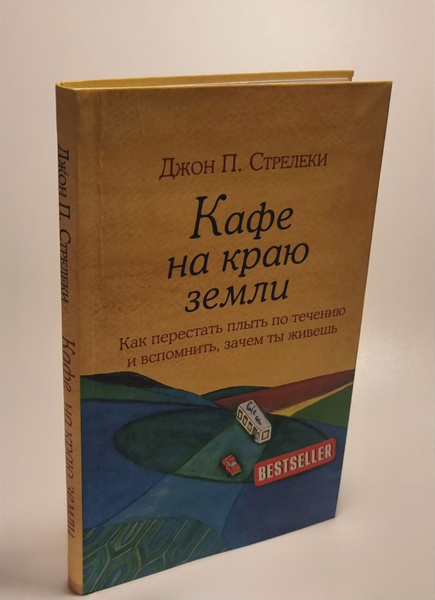 Джон П. Стрелеки
Кафе
на краю
земли
Как перестать плыть по течению
и вспомнить, зачем ты живешь
BESTSELLER
Джон П. Стрелеки Кафе на краю земли